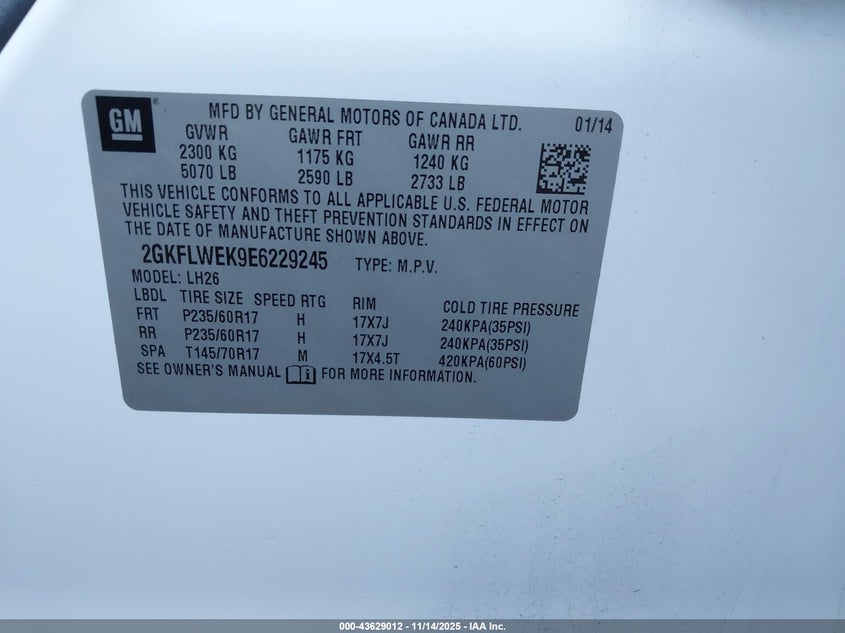 GM
®
MFD BY GENERAL MOTORS OF CANADA LTD. 01/14
GVWR GAWR FRT GAWR RR
2300 KG 1175 KG 1240 KG
5070 LB 2590 LB 2733 LB
THIS VEHICLE CONFORMS TO ALL APPLICABLE U.S. FEDERAL MOTOR
VEHICLE SAFETY AND THEFT PREVENTION STANDARDS IN EFFECT ON
THE DATE OF MANUFACTURE SHOWN ABOVE.
2GKFLWEK9E6229245 TYPE: M.P.V.
MODEL: LH26
LBDL TIRE SIZE SPEED RTG RIM COLD TIRE PRESSURE
FRT P235/60R17 H 17X7J 240KPA(35PSI)
RR P235/60R17 H 17X7J 240KPA(35PSI)
SPA T145/70R17 M 17X4.5T 420KPA(60PSI)
SEE OWNER'S MANUAL FOR MORE INFORMATION.
000-43629012 - 11/14/2025 - IAA Inc.